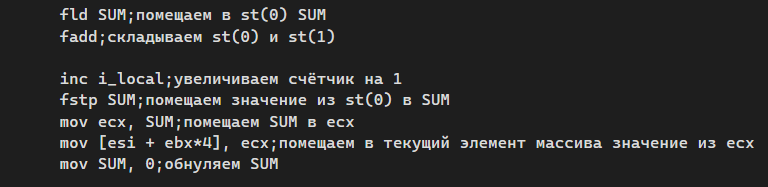 fld SUM;помещаем в st(0) SUM
fadd;складываем st(0) и st(1)
inc i_local;увеличиваем счётчик на 1
fstp SUM;помещаем значение из st(0) в SUM
mov ecx, SUM;помещаем SUM в ecx
mov [esi + ebx*4], ecx;помещаем в текущий элемент массива значение из ecx
mov SUM, 0;обнуляем SUM